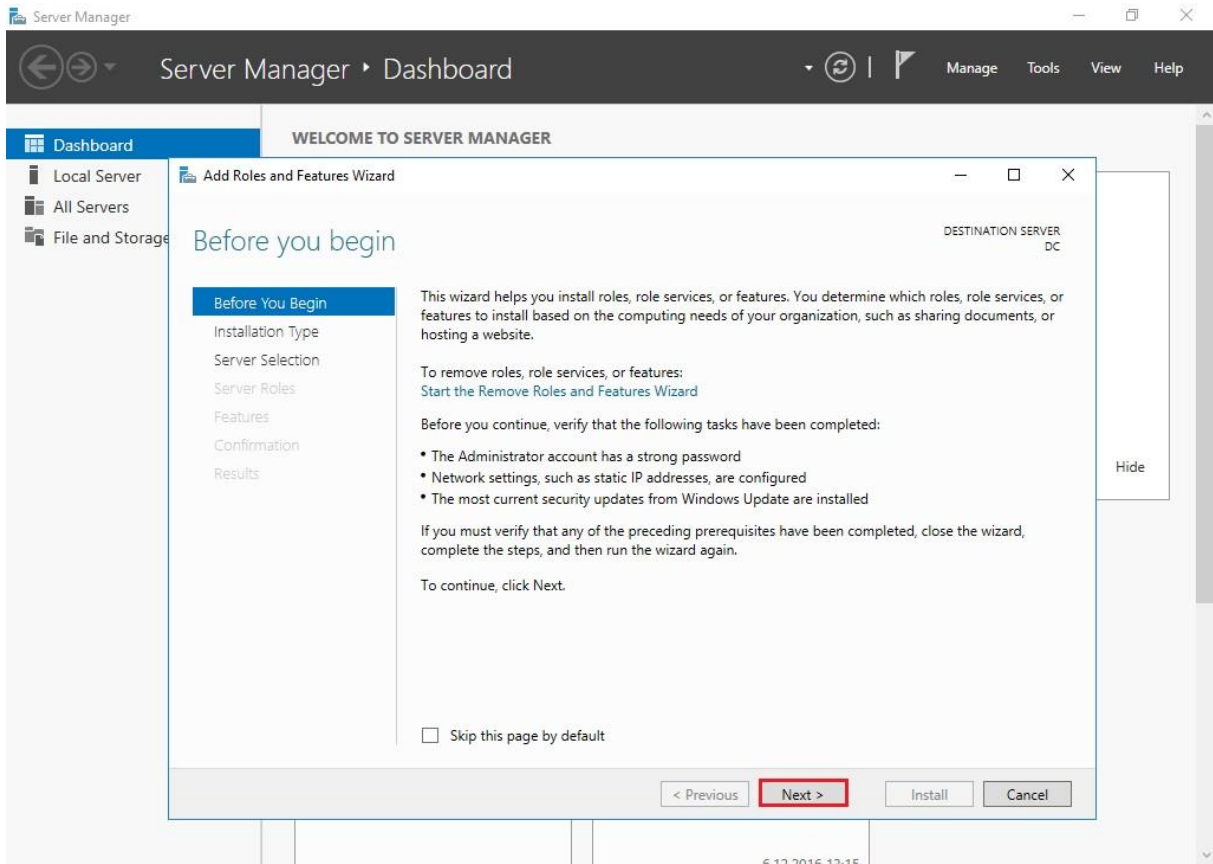 Server Manager
Server Manager • Dashboard
Manage Tools View Help
Dashboard
Local Server
All Servers
File and Storage
WELCOME TO SERVER MANAGER
Add Roles and Features Wizard
Before you begin
DESTINATION SERVER
DC
Before You Begin
Installation Type
Server Selection
Server Roles
Features
Confirmation
Results
This wizard helps you install roles, role services, or features. You determine which roles, role services, or
features to install based on the computing needs of your organization, such as sharing documents, or
hosting a website.
To remove roles, role services, or features:
Start the Remove Roles and Features Wizard
Before you continue, verify that the following tasks have been completed:
• The Administrator account has a strong password
• Network settings, such as static IP addresses, are configured
• The most current security updates from Windows Update are installed
If you must verify that any of the preceding prerequisites have been completed, close the wizard,
complete the steps, and then run the wizard again.
To continue, click Next.
Skip this page by default
< Previous Next > Install Cancel
Hide
6.12.2016 12:15